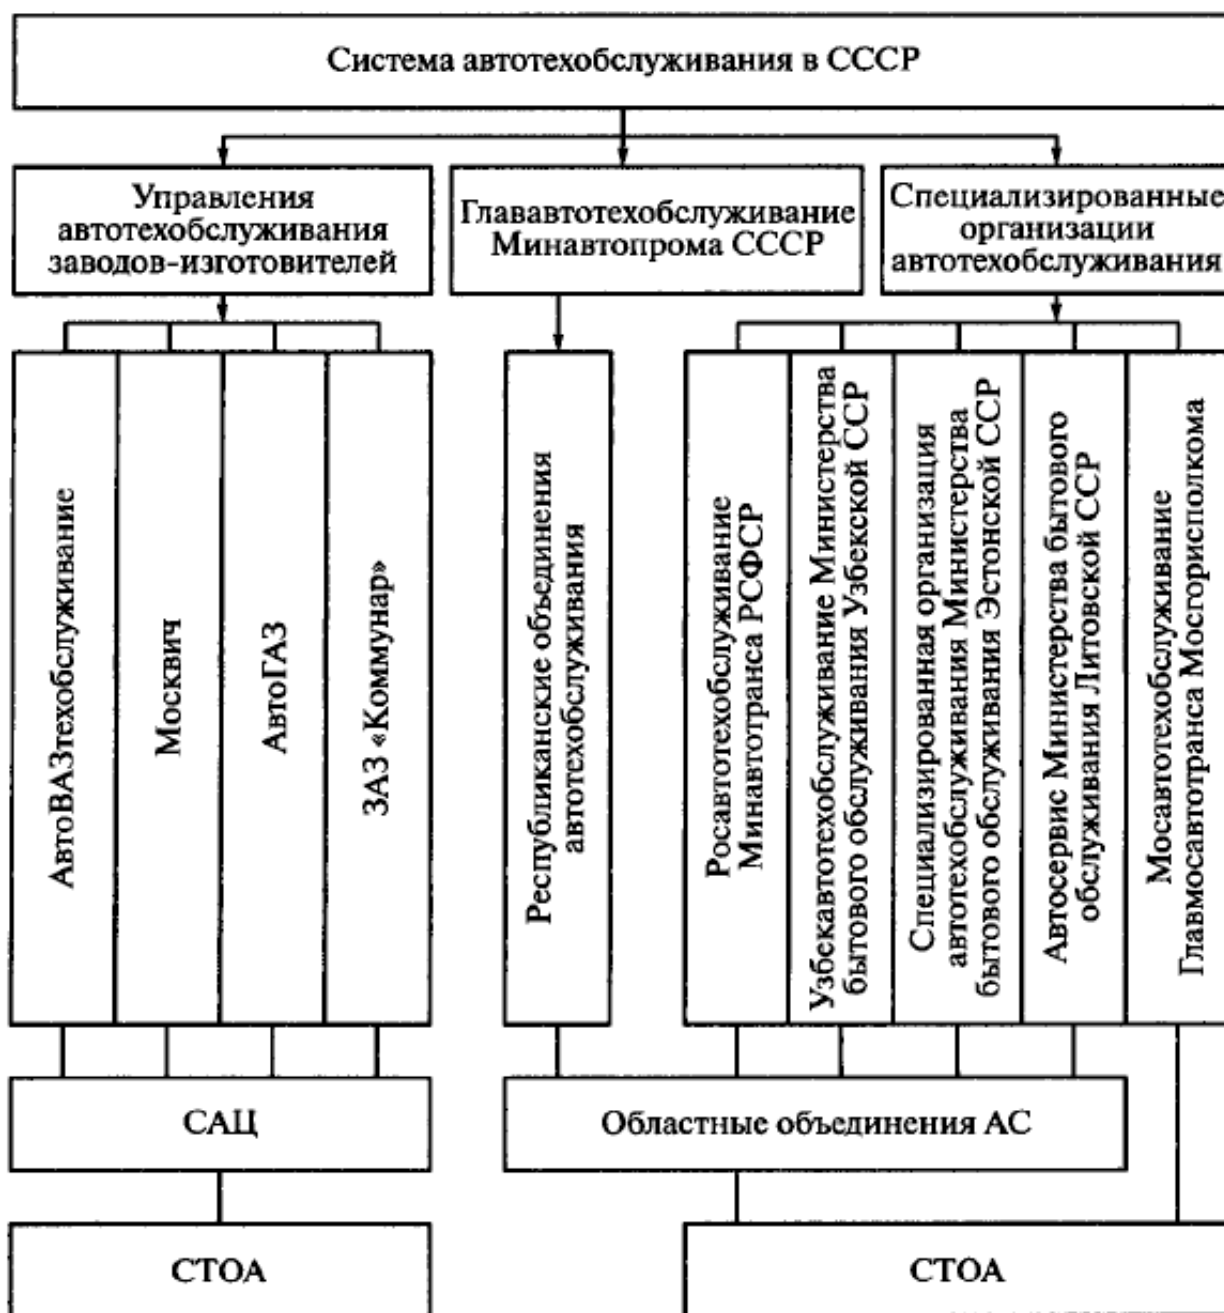 Система автотехобслуживания в СССР
Управления
автотехобслуживания
заводов-изготовителей
Глававтотехобслуживание
Минавтопрома СССР
Специализированные
организации
автотехобслуживания
АвтоВАЗтехобслуживание
Москвич
АвтоГАЗ
ЗАЗ «Коммунар»
Республиканские объединения
автотехобслуживания
Росавтотехобслуживание
Минавтотранса РСФСР
Узбекавтотехобслуживание Министерства
бытового обслуживания Узбекской ССР
Специализированная организация
автотехобслуживания Министерства
бытового обслуживания Эстонской ССР
Автосервис Министерства бытового
обслуживания Литовской ССР
Мосавтотехобслуживание
Главмосавтотранса Мосгорисполкома
САЦ
Областные объединения АС
СТОА
СТОА